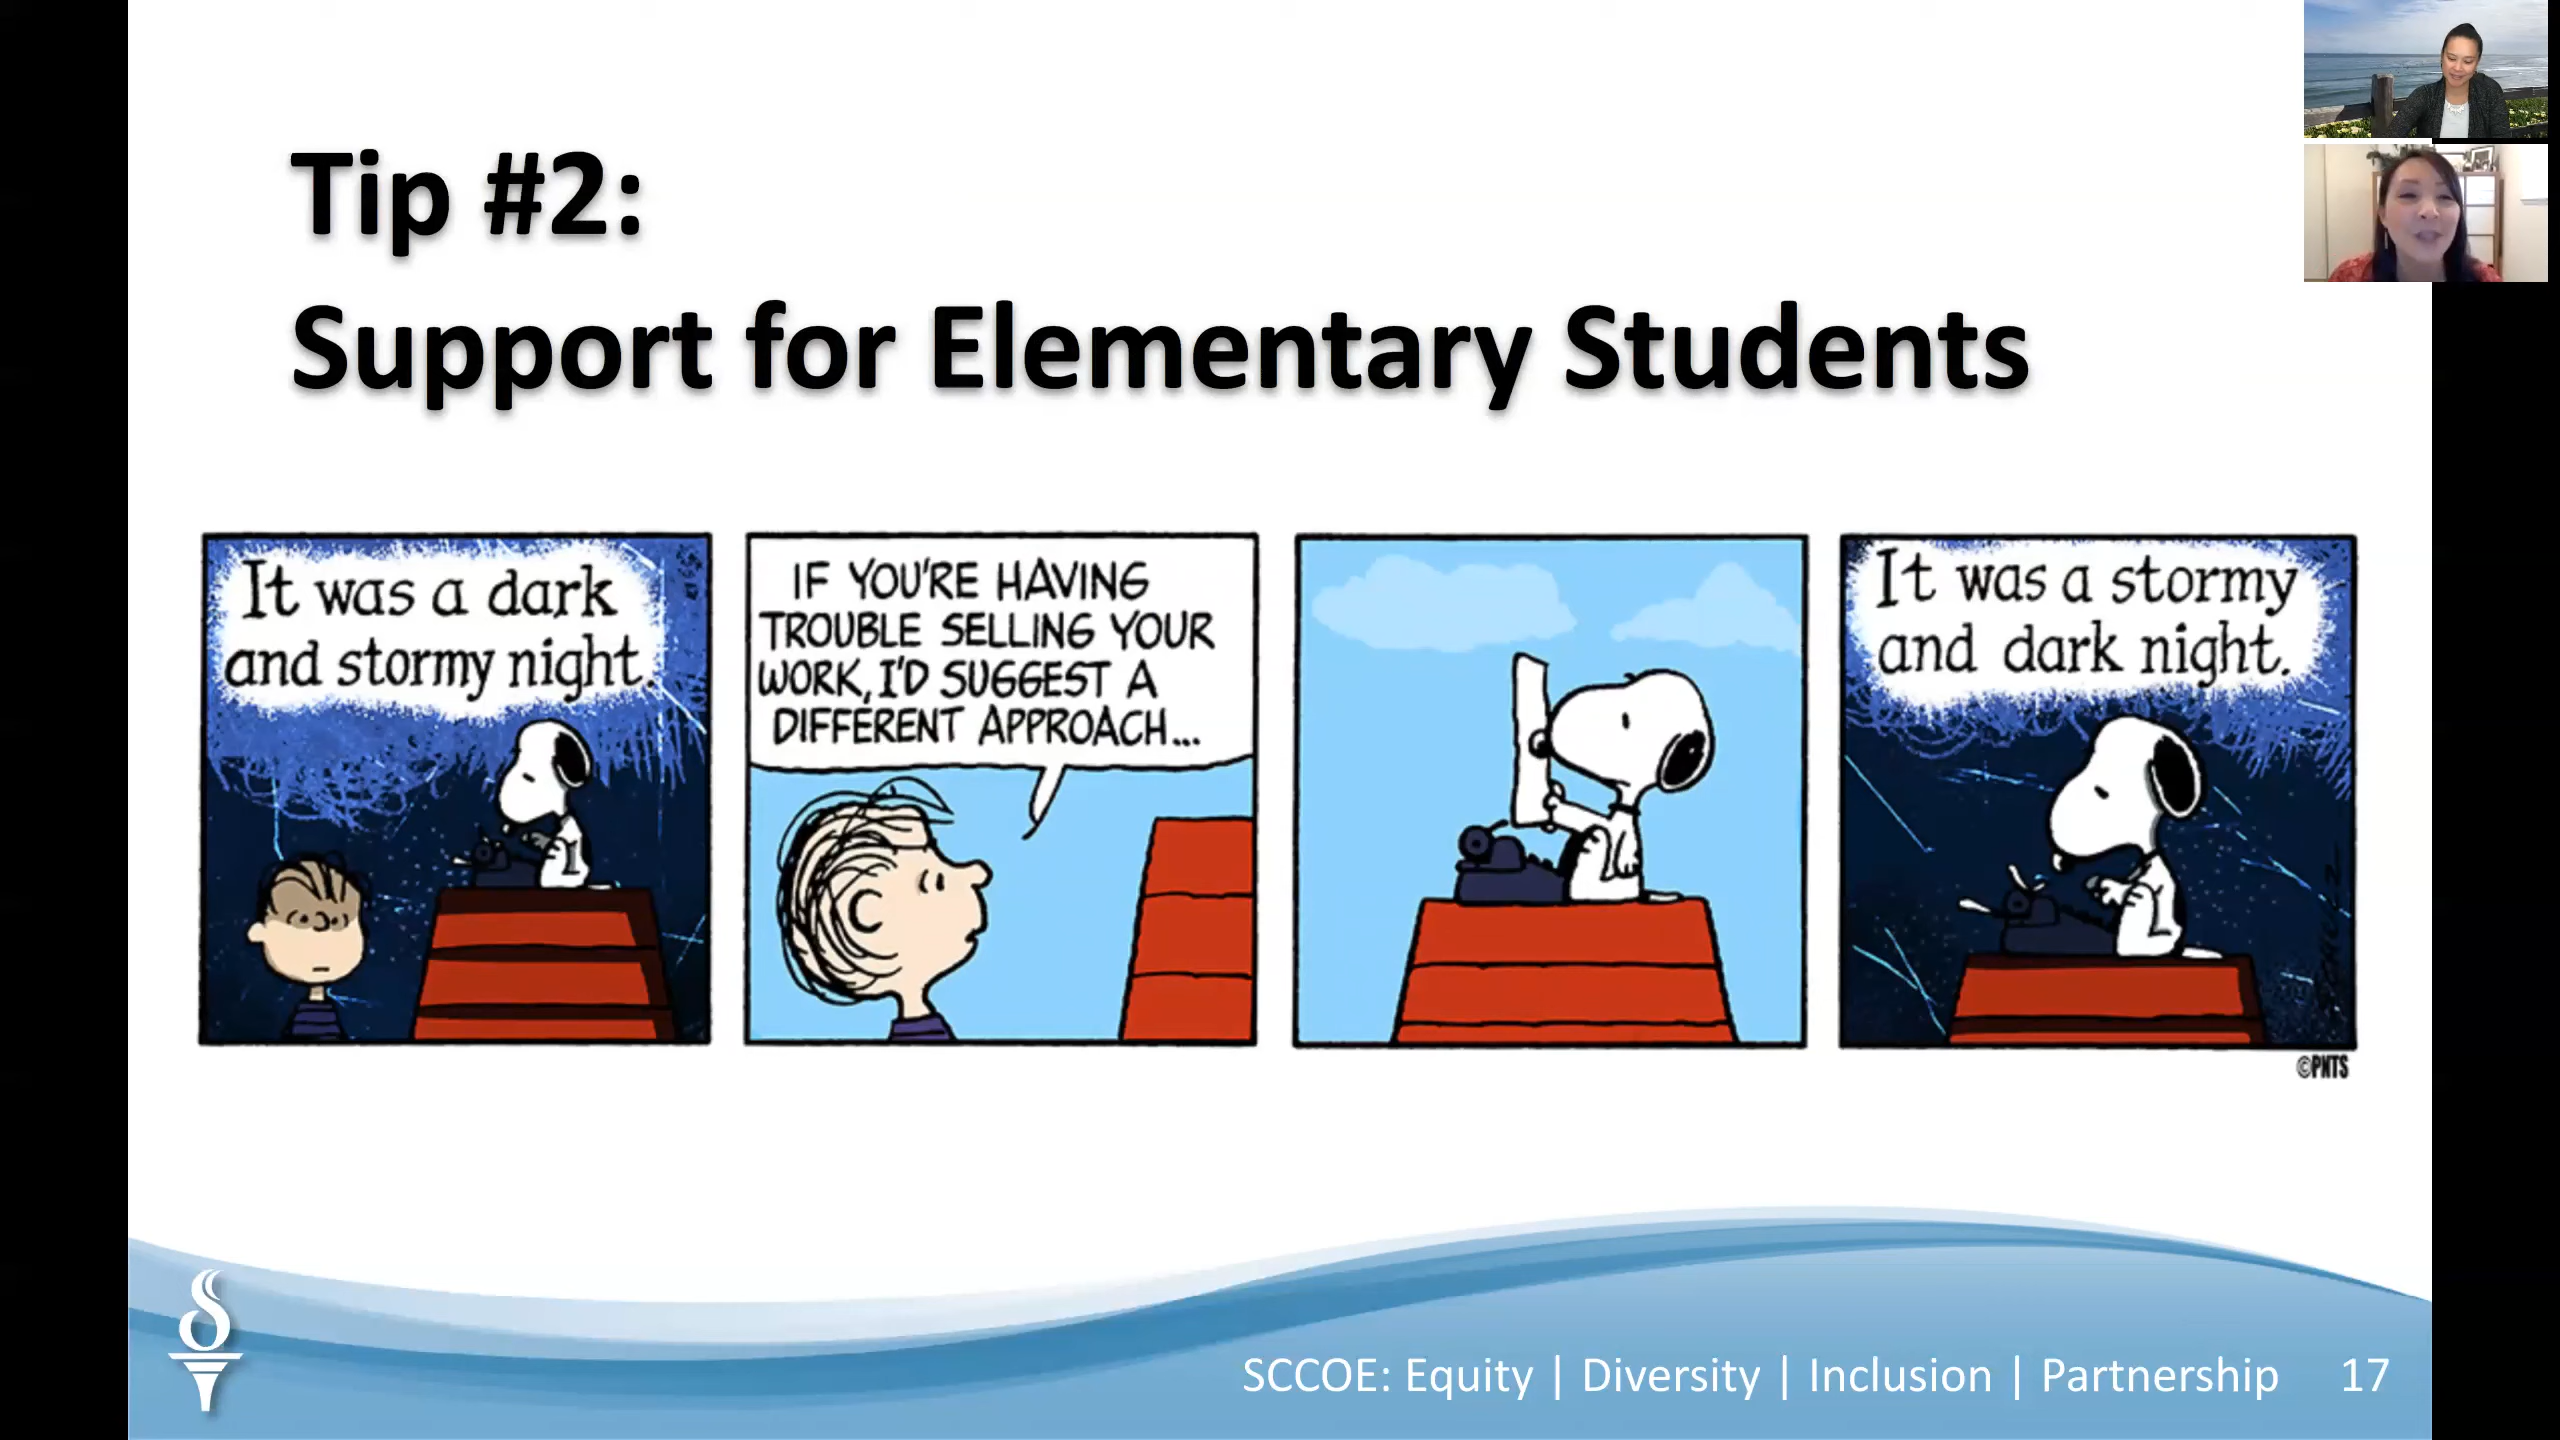 Tip #2:
Support for Elementary Students
It was a dark
and stormy night.
IF YOU'RE HAVING
TROUBLE SELLING YOUR
WORK, I'D SUGGEST A
DIFFERENT APPROACH...
It was a stormy
and dark night.
SCHULZ
©PNTS
SCCOE: Equity | Diversity | Inclusion | Partnership 17